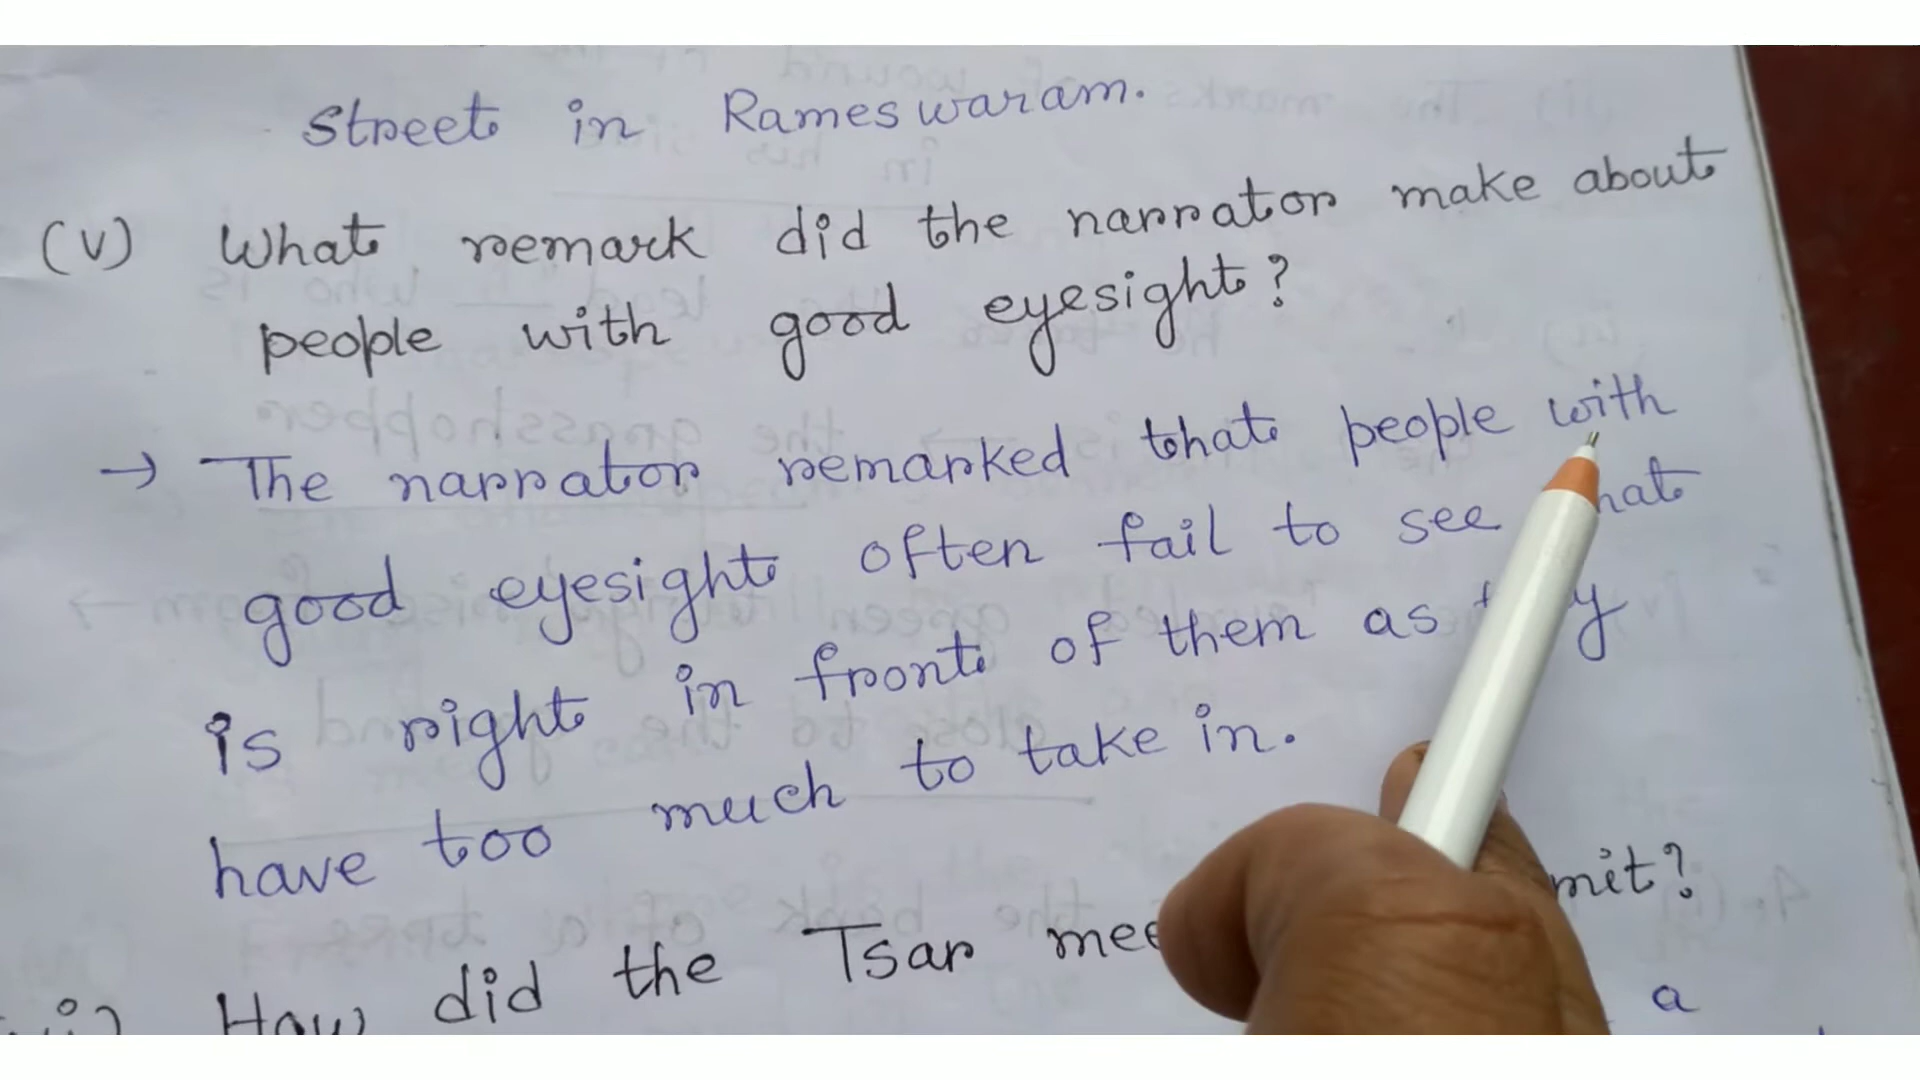 Street in Rameswaram.
(v) What remark did the narrator make about
people with good eyesight?
→ The narrator remarked that people with
good eyesight often fail to see
is right in front of them as
have too much to take in.
How did the Tsar
a